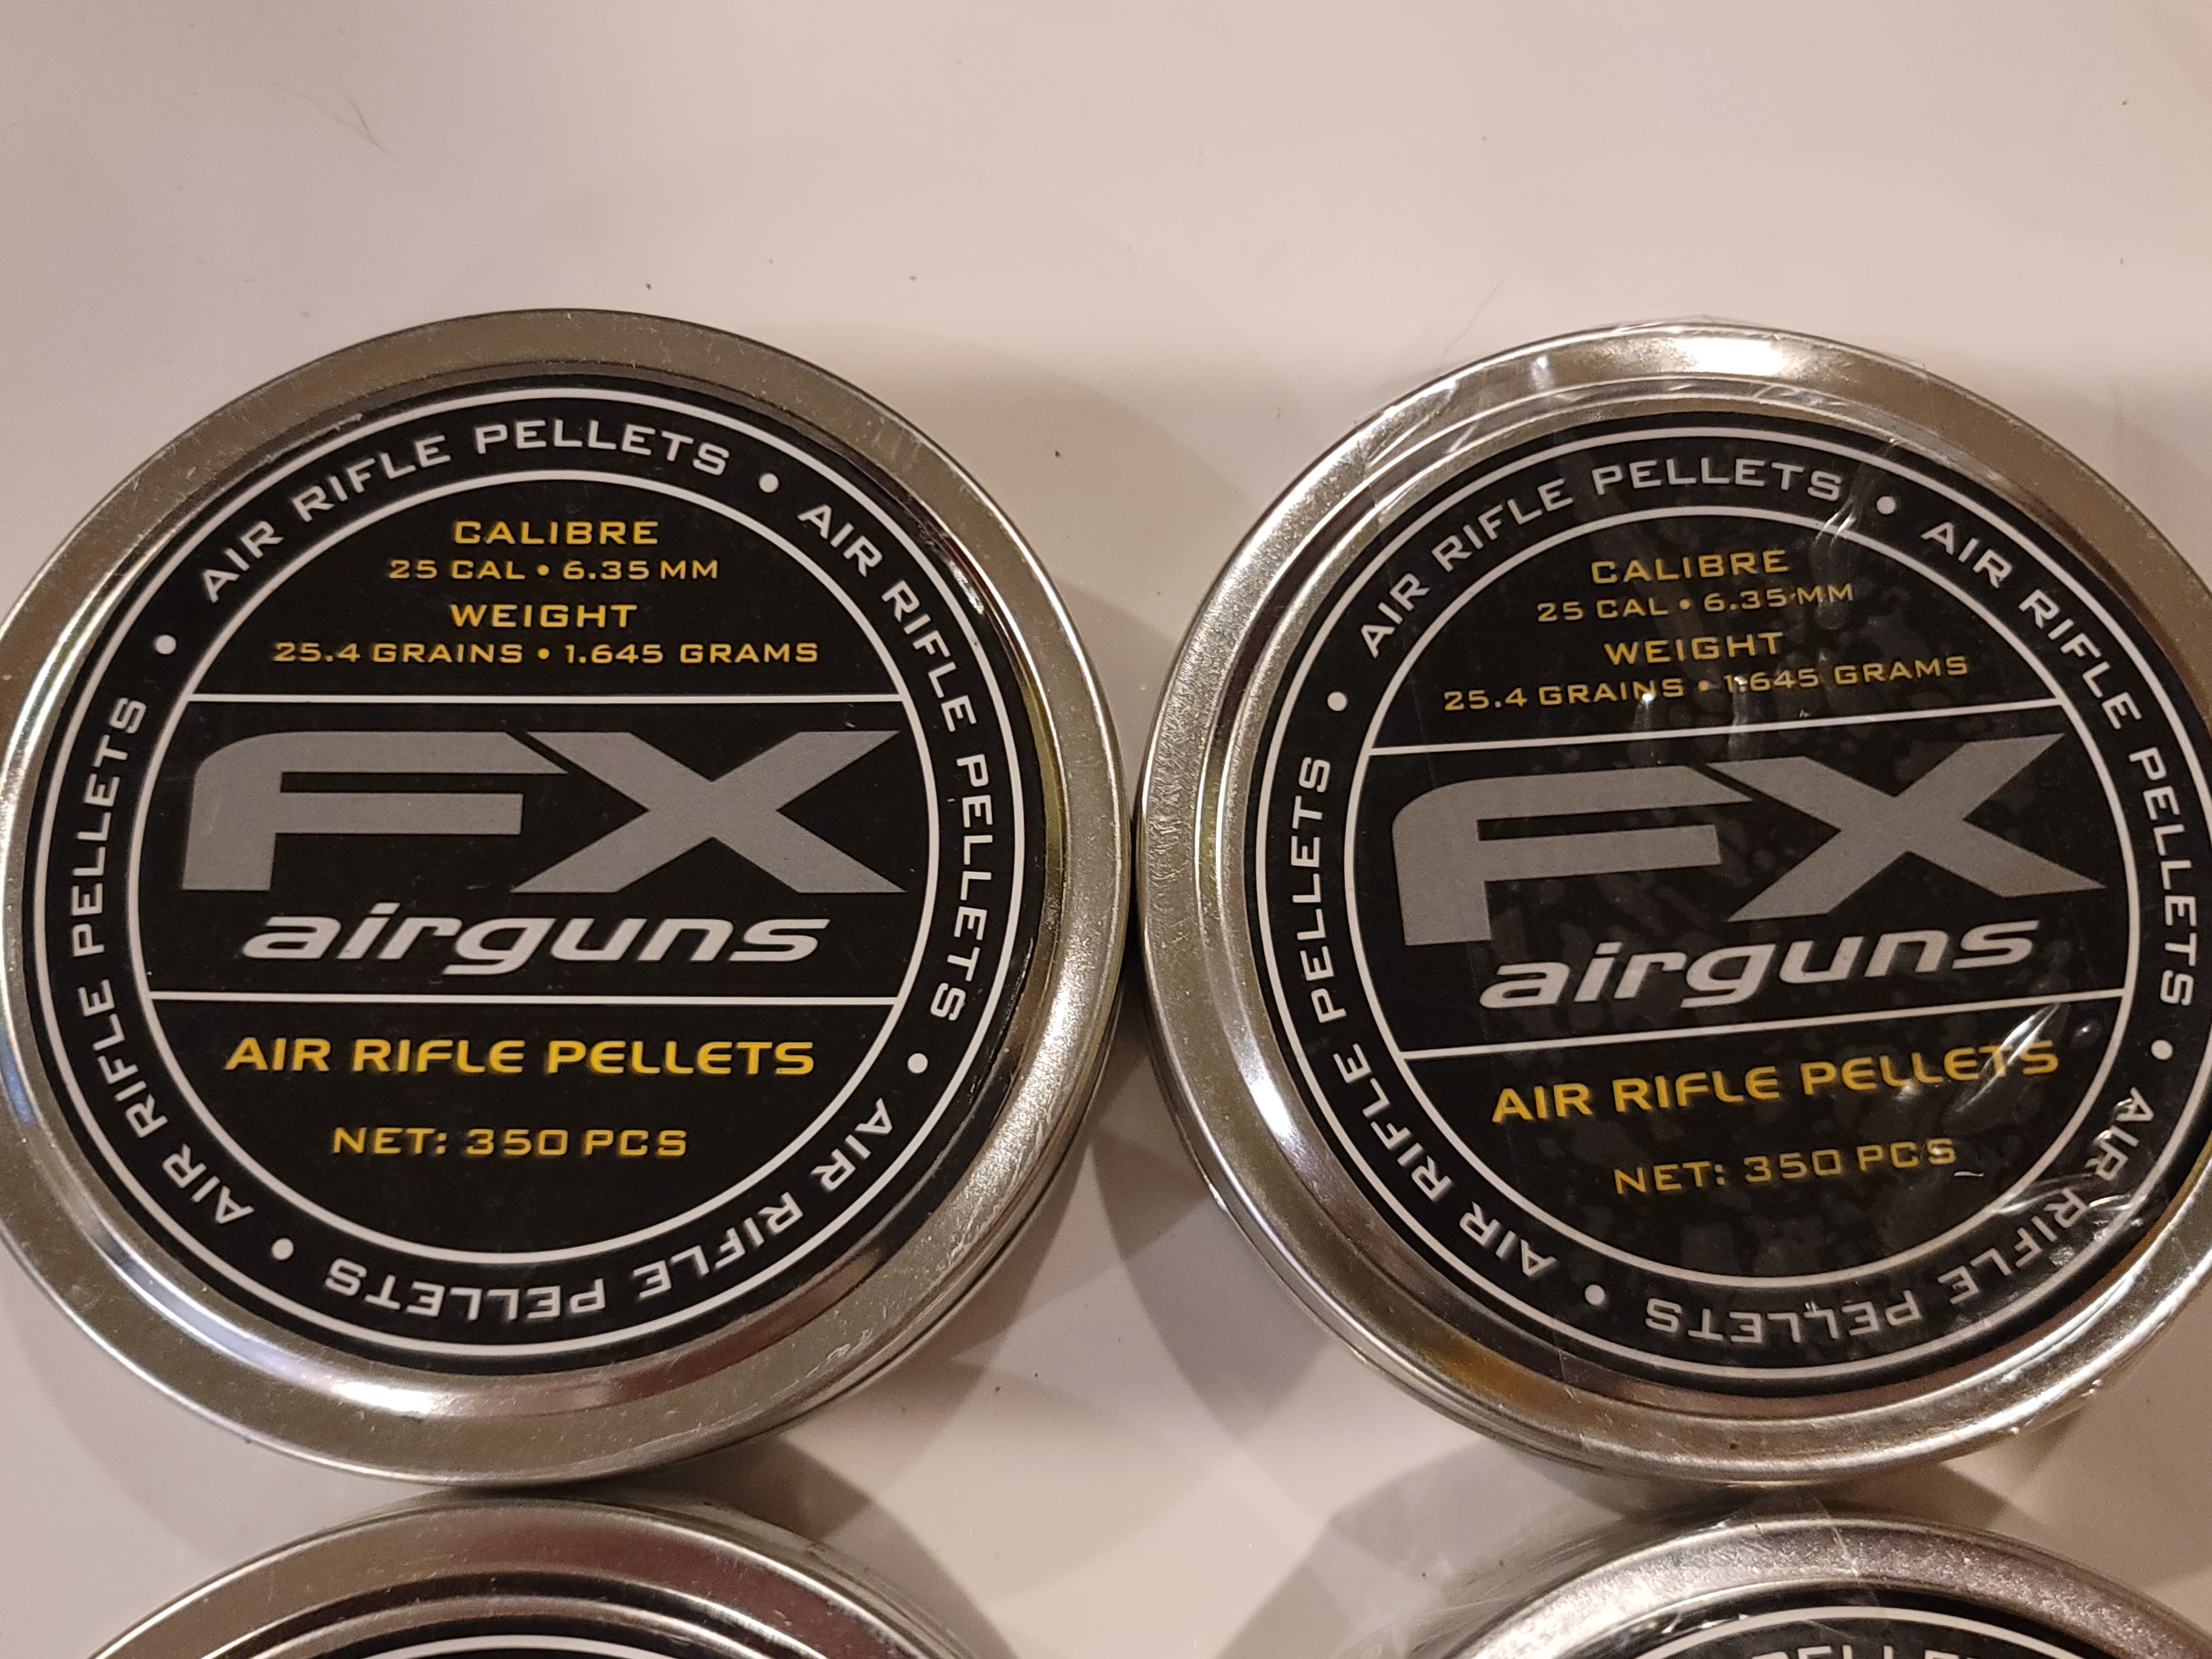 AIR RIFLE PELLETS • AIR RIFLE PELLETS • AIR RIFLE PELLETS • AIR RIFLE PELLETS •
CALIBRE
25 CAL • 6.35 MM
WEIGHT
25.4 GRAINS • 1.645 GRAMS
FX
airguns
AIR RIFLE PELLETS
NET: 350 PCS
AIR RIFLE PELLETS • AIR RIFLE PELLETS • AIR RIFLE PELLETS • AIR RIFLE PELLETS •
CALIBRE
25 CAL • 6.35 MM
WEIGHT
25.4 GRAINS • 1.645 GRAMS
FX
airguns
AIR RIFLE PELLETS
NET: 350 PCS